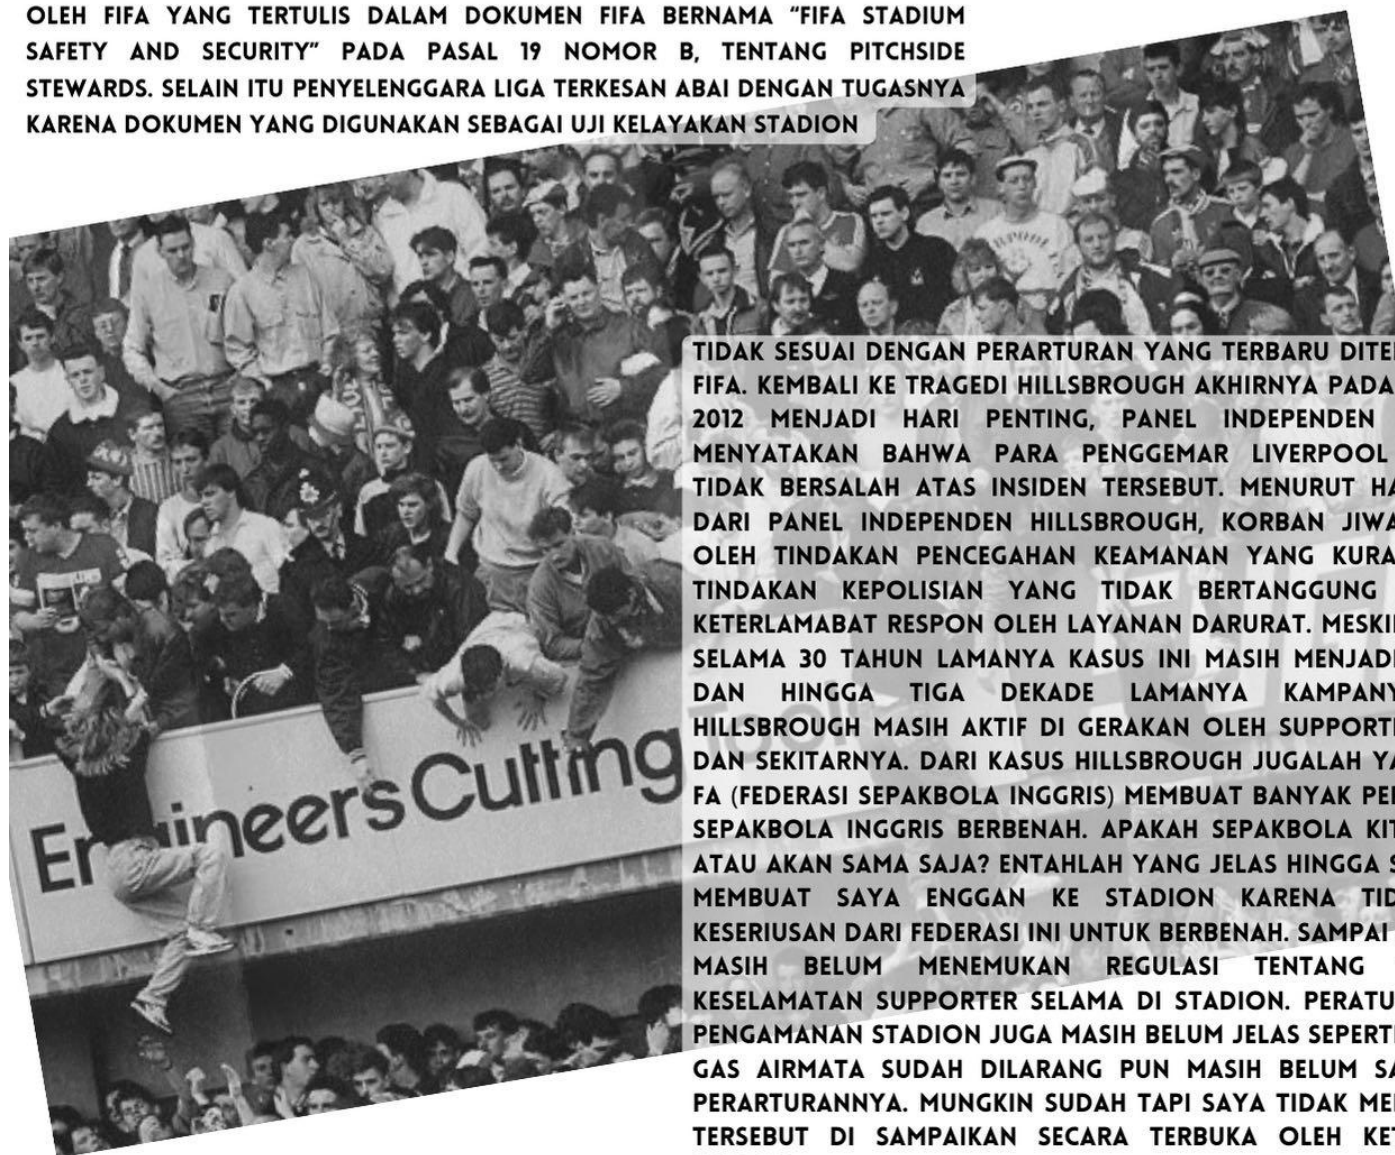 OLEH FIFA YANG TERTULIS DALAM DOKUMEN FIFA BERNAMA “FIFA STADIUM
SAFETY AND SECURITY” PADA PASAL 19 NOMOR B, TENTANG PITCHSIDE
STEWARDS. SELAIN ITU PENYELENGGARA LIGA TERKESAN ABAI DENGAN TUGASNYA
KARENA DOKUMEN YANG DIGUNAKAN SEBAGAI UJI KELAYAKAN STADION
TIDAK SESUAI DENGAN PERARTURAN YANG TERBARU
FIFA. KEMBALI KE TRAGEDI HILLSBROUGH AKHIRNYA PADA
2012 MENJADI HARI PENTING, PANEL INDEPENDEN
MENYATAKAN BAHWA PARA PENGGEMAR LIVERPOOL
TIDAK BERSALAH ATAS INSIDEN TERSEBUT. MENURUT
DARI PANEL INDEPENDEN HILLSBROUGH, KORBAN
OLEH TINDAKAN PENCEGAHAN KEAMANAN YANG
TINDAKAN KEPOLISIAN YANG TIDAK BERTANGGUNG
KETERLAMABAT RESPON OLEH LAYANAN DARURAT.
SELAMA 30 TAHUN LAMANYA KASUS INI MASIH
DAN HINGGA TIGA DEKADE LAMANYA
HILLSBROUGH MASIH AKTIF DI GERAKAN OLEH
DAN SEKITARNYA. DARI KASUS HILLSBROUGH JUGALAH
FA (FEDERASI SEPAKBOLA INGGRIS) MEMBUAT BANYAK
SEPAKBOLA INGGRIS BERBENAH. APAKAH SEPAKBOLA
ATAU AKAN SAMA SAJA? ENTAHLAH YANG JELAS HINGGA
MEMBUAT SAYA ENGGAN KE STADION KARENA
KESERIUSAN DARI FEDERASI INI UNTUK BERBENAH. SAMPAI
MASIH BELUM MENEMUKAN REGULASI TENTANG
KESELAMATAN SUPPORTER SELAMA DI STADION.
PENGAMANAN STADION JUGA MASIH BELUM JELAS
GAS AIRMATA SUDAH DILARANG PUN MASIH BELUM
PERARTURANNYA. MUNGKIN SUDAH TAPI SAYA TIDAK
TERSEBUT DI SAMPAIKAN SECARA TERBUKA OLEH
Engineers Cutting